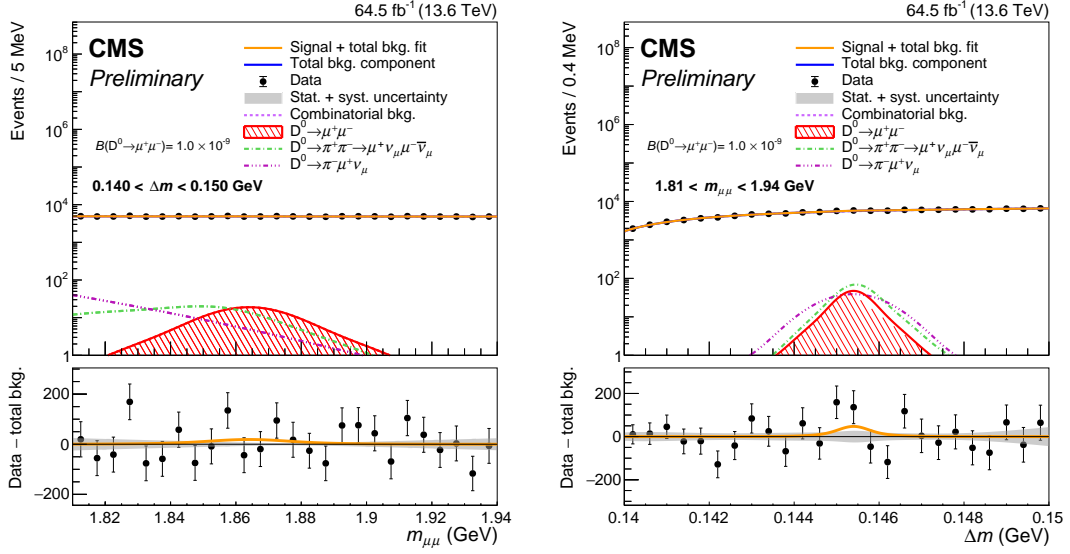 64.5 fb⁻¹ (13.6 TeV)
CMS
Preliminary
Signal + total bkg. fit
Total bkg. component
Data
Stat. + syst. uncertainty
Combinatorial bkg.
D⁰→μ⁺μ⁻
D⁰→π⁺π⁻→μ⁺ν_μμ⁻ν̅_μ
D⁰→π⁻μ⁺ν_μ
B(D⁰→μ⁺μ⁻)= 1.0 × 10⁻⁹
0.140 < Δm < 0.150 GeV
Events / 5 MeV
10⁸
10⁶
10⁴
10²
1
Data − total bkg.
200
0
−200
1.82 1.84 1.86 1.88 1.9 1.92 1.94
m_μμ (GeV)
64.5 fb⁻¹ (13.6 TeV)
CMS
Preliminary
Signal + total bkg. fit
Total bkg. component
Data
Stat. + syst. uncertainty
Combinatorial bkg.
D⁰→μ⁺μ⁻
D⁰→π⁺π⁻→μ⁺ν_μμ⁻ν̅_μ
D⁰→π⁻μ⁺ν_μ
B(D⁰→μ⁺μ⁻)= 1.0 × 10⁻⁹
1.81 < m_μμ < 1.94 GeV
Events / 0.4 MeV
10⁸
10⁶
10⁴
10²
1
Data − total bkg.
200
0
−200
0.14 0.142 0.144 0.146 0.148 0.15
Δm (GeV)